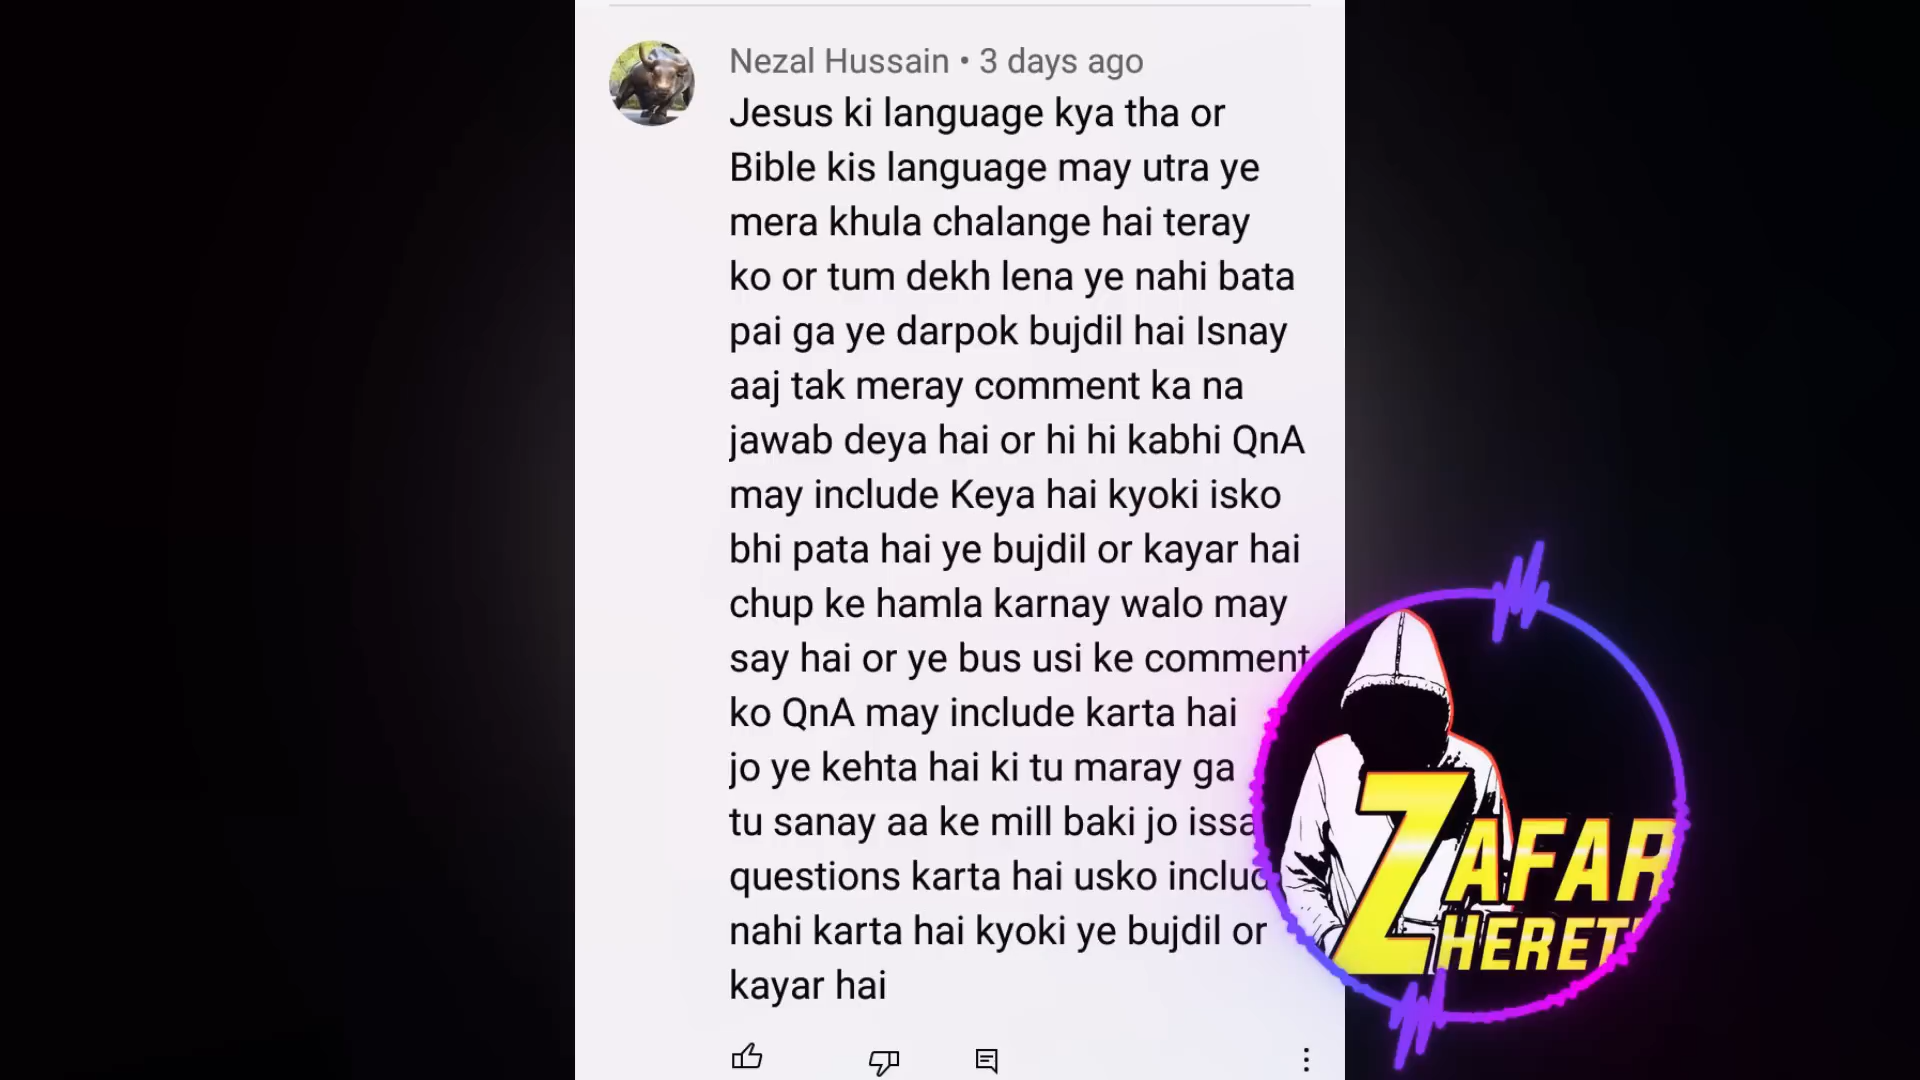 Nezal Hussain • 3 days ago
Jesus ki language kya tha or
Bible kis language may utra ye
mera khula chalange hai teray
ko or tum dekh lena ye nahi bata
pai ga ye darpok bujdil hai Isnay
aaj tak meray comment ka na
jawab deya hai or hi hi kabhi QnA
may include Keya hai kyoki isko
bhi pata hai ye bujdil or kayar hai
chup ke hamla karnay walo may
say hai or ye bus usi ke comment
ko QnA may include karta hai
jo ye kehta hai ki tu maray ga
tu sanay aa ke mill baki jo issa
questions karta hai usko includ
nahi karta hai kyoki ye bujdil or
kayar hai
ZAFAR
HERET